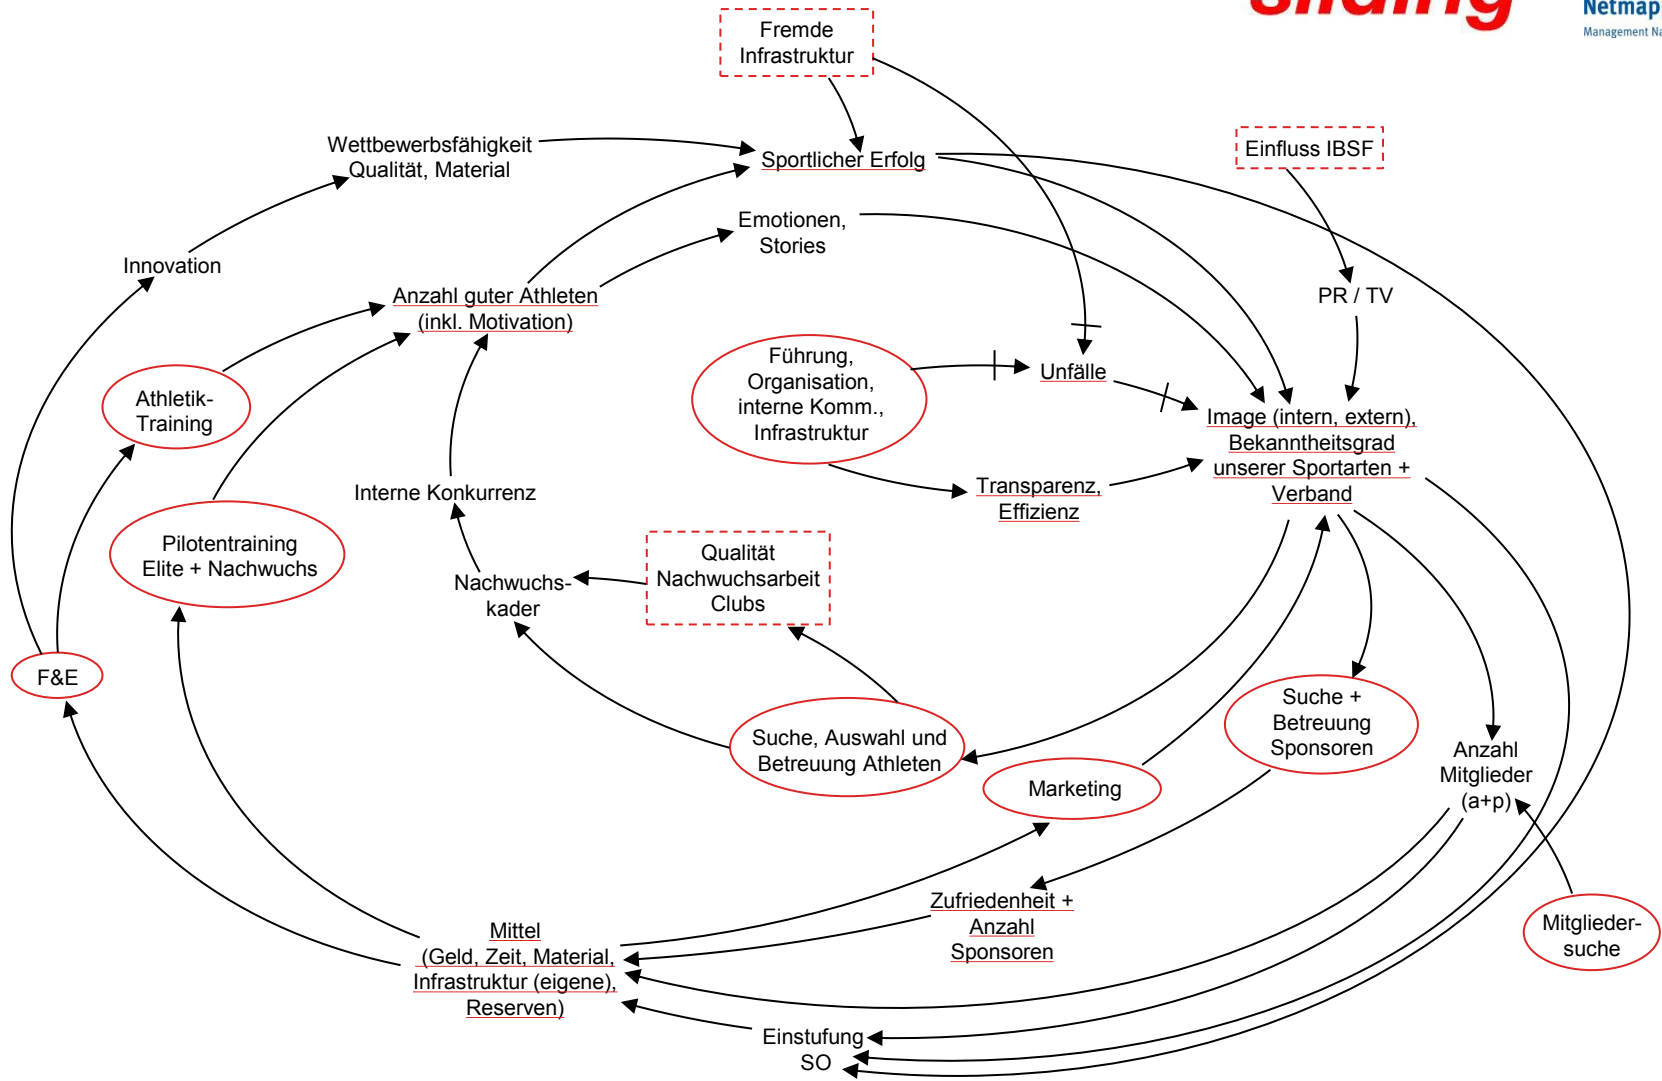 sliding
Netmap
Management Na
Fremde
Infrastruktur
Wettbewerbsfähigkeit
Qualität, Material
Sportlicher Erfolg
Einfluss IBSF
Emotionen,
Stories
Innovation
Anzahl guter Athleten
(inkl. Motivation)
PR / TV
Führung,
Organisation,
interne Komm.,
Infrastruktur
Unfälle
Athletik-
Training
Image (intern, extern),
Bekanntheitsgrad
unserer Sportarten +
Verband
Interne Konkurrenz
Transparenz,
Effizienz
Pilotentraining
Elite + Nachwuchs
Qualität
Nachwuchsarbeit
Clubs
Nachwuchs-
kader
F&E
Suche, Auswahl und
Betreuung Athleten
Suche +
Betreuung
Sponsoren
Marketing
Anzahl
Mitglieder
(a+p)
Zufriedenheit +
Anzahl
Sponsoren
Mitglieder-
suche
Mittel
(Geld, Zeit, Material,
Infrastruktur (eigene),
Reserven)
Einstufung
SO